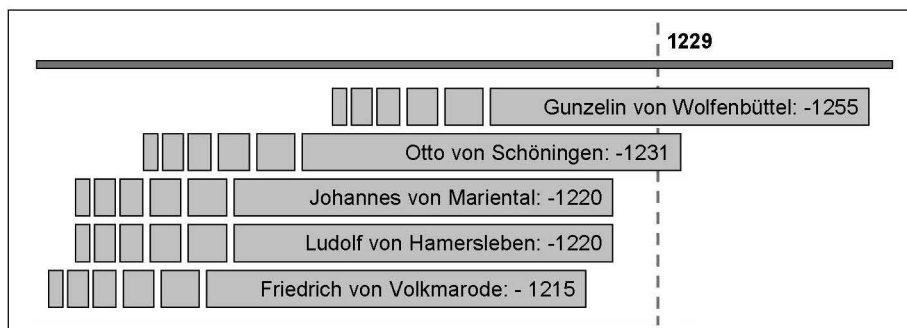 1229
Gunzelin von Wolfenbüttel: -1255
Otto von Schöningen: -1231
Johannes von Mariental: -1220
Ludolf von Hamersleben: -1220
Friedrich von Volkmarode: - 1215